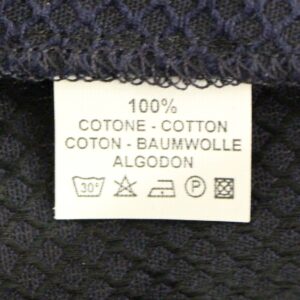 100%
COTONE - COTTON
COTON - BAUMWOLLE
ALGODON
30° P